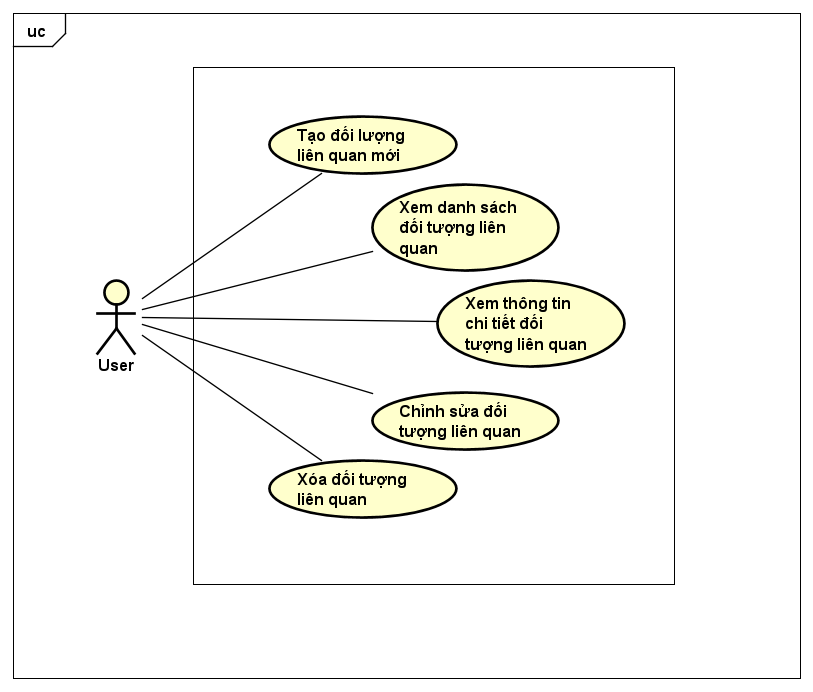 uc
Tạo đối lượng
liên quan mới
Xem danh sách
đối tượng liên
quan
Xem thông tin
chi tiết đối
tượng liên quan
User
Chỉnh sửa đối
tượng liên quan
Xóa đối tượng
liên quan